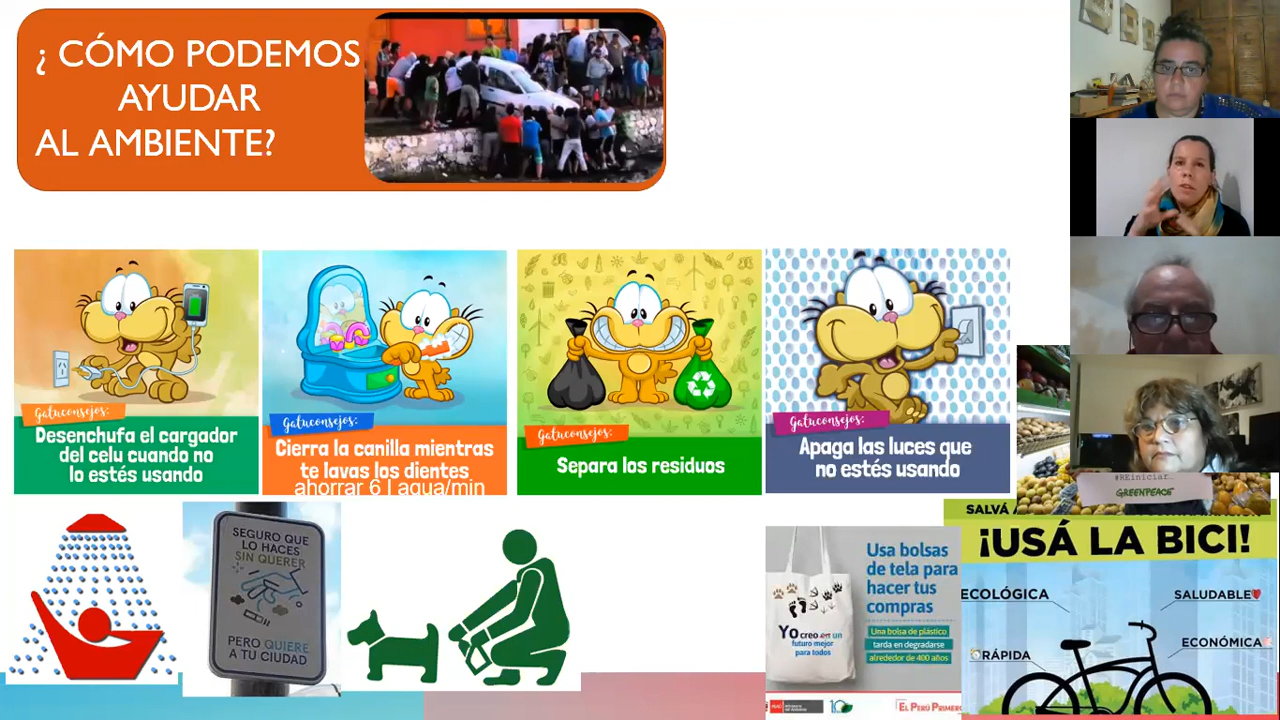 ¿ CÓMO PODEMOS
AYUDAR
AL AMBIENTE?
Gatuconsejos:
Desenchufa el cargador
del celu cuando no
lo estés usando
Gatuconsejos:
Cierra la canilla mientras
te lavas los dientes
ahorrar 6 l agua/min
Gatuconsejos:
Separa los residuos
Gatuconsejos:
Apaga las luces que
no estés usando
#REiniciar...
GREENPEACE
SEGURO QUE
LO HACES
SIN QUERER
PERO QUIERE
A TU CIUDAD
Usa bolsas
de tela para
hacer tus
compras
Una bolsa de plástico
tarda en degradarse
alrededor de 400 años
Yo creo en un
futuro mejor
para todos
EL PERÚ PRIMERO
SALVÁ A
¡USÁ LA BICI!
ECOLÓGICA
SALUDABLE
RÁPIDA
ECONÓMICA